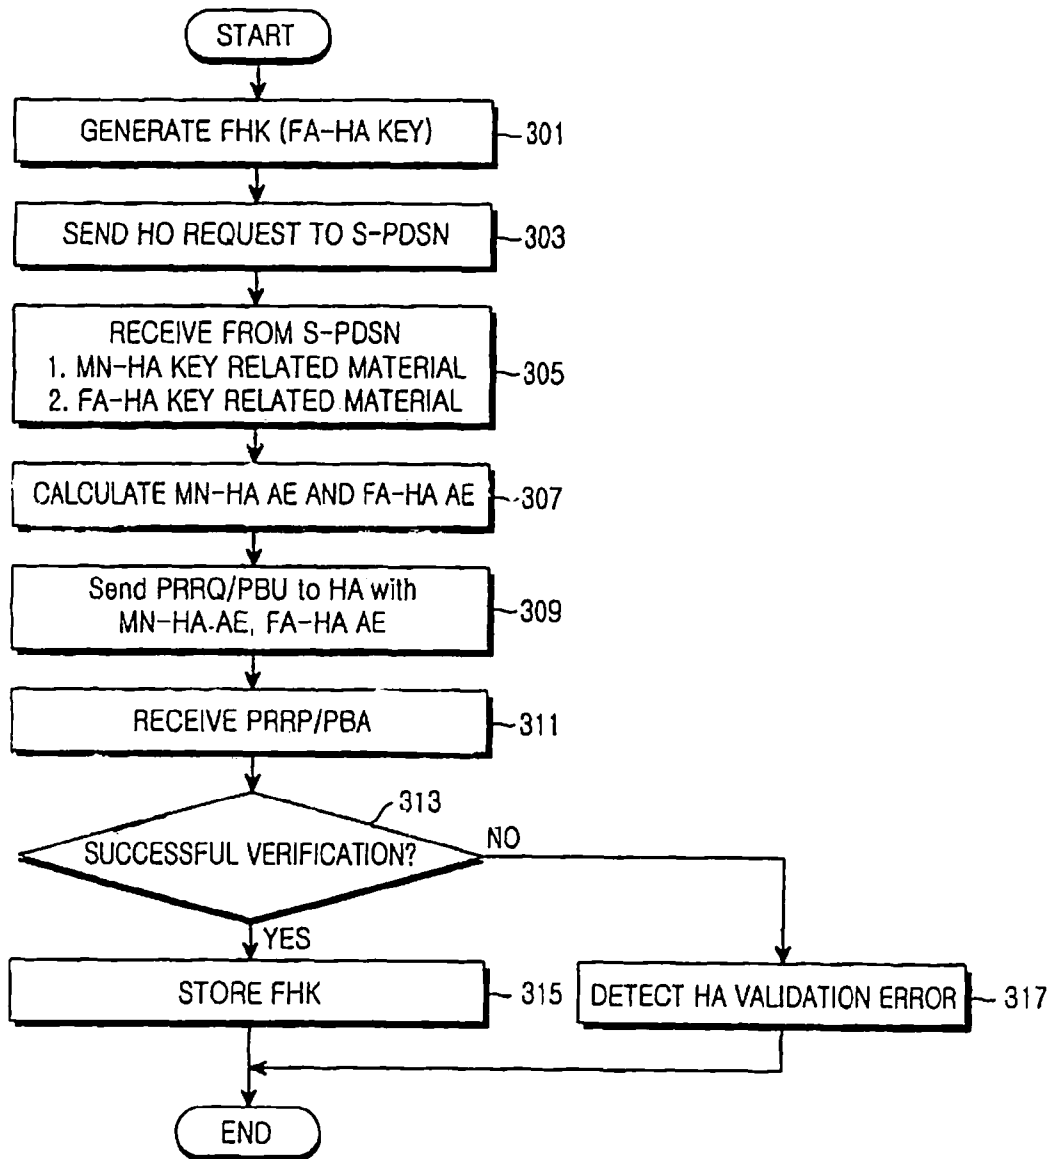 START
GENERATE FHK (FA-HA KEY)
301
SEND HO REQUEST TO S-PDSN
303
RECEIVE FROM S-PDSN
1. MN-HA KEY RELATED MATERIAL
2. FA-HA KEY RELATED MATERIAL
305
CALCULATE MN-HA AE AND FA-HA AE
307
Send PRRQ/PBU to HA with
MN-HA AE, FA-HA AE
309
RECEIVE PRRP/PBA
311
313
SUCCESSFUL VERIFICATION?
NO
YES
STORE FHK
315
DETECT HA VALIDATION ERROR
317
END